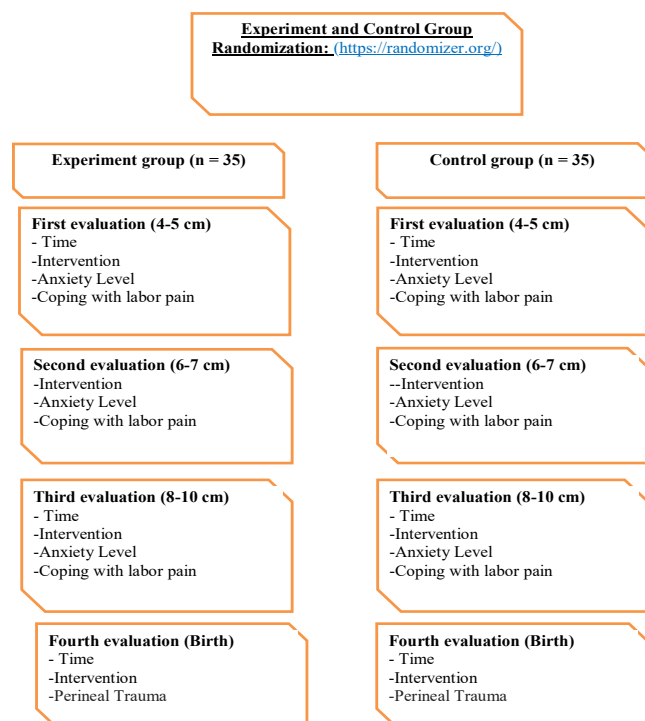 Experiment and Control Group
Randomization: (https://randomizer.org/)
Experiment group (n = 35)
Control group (n = 35)
First evaluation (4-5 cm)
- Time
-Intervention
-Anxiety Level
-Coping with labor pain
First evaluation (4-5 cm)
- Time
-Intervention
-Anxiety Level
-Coping with labor pain
Second evaluation (6-7 cm)
-Intervention
-Anxiety Level
-Coping with labor pain
Second evaluation (6-7 cm)
--Intervention
-Anxiety Level
-Coping with labor pain
Third evaluation (8-10 cm)
- Time
-Intervention
-Anxiety Level
-Coping with labor pain
Third evaluation (8-10 cm)
- Time
-Intervention
-Anxiety Level
-Coping with labor pain
Fourth evaluation (Birth)
- Time
-Intervention
-Perineal Trauma
Fourth evaluation (Birth)
- Time
-Intervention
-Perineal Trauma